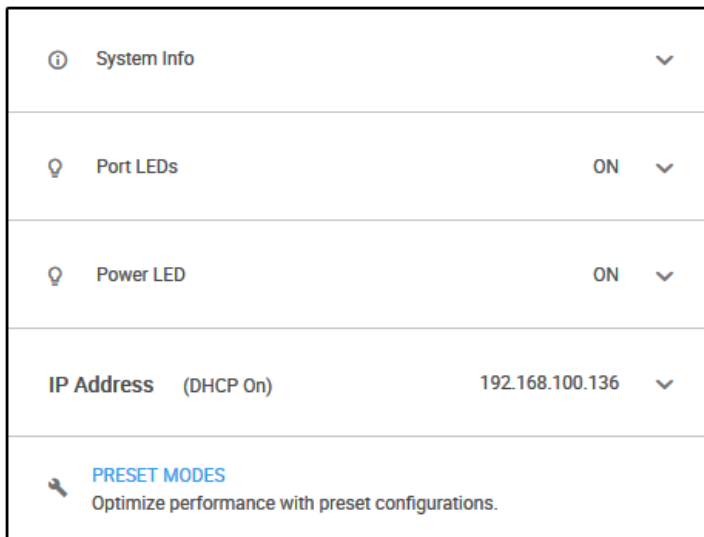 System Info
Port LEDs ON
Power LED ON
IP Address (DHCP On) 192.168.100.136
PRESET MODES
Optimize performance with preset configurations.